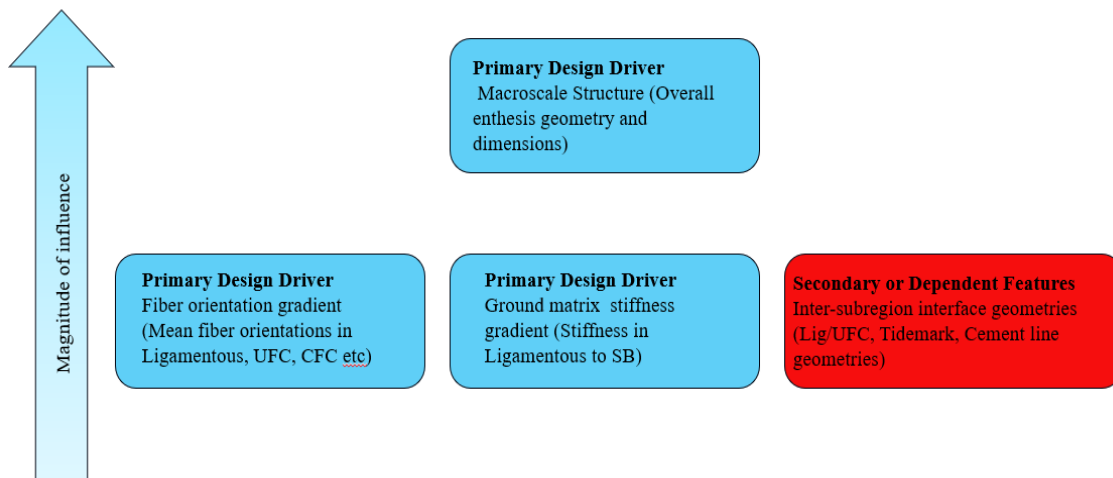 Magnitude of influence
Primary Design Driver
Macroscale Structure (Overall
enthesis geometry and
dimensions)
Primary Design Driver
Fiber orientation gradient
(Mean fiber orientations in
Ligamentous, UFC, CFC etc)
Primary Design Driver
Ground matrix stiffness
gradient (Stiffness in
Ligamentous to SB)
Secondary or Dependent Features
Inter-subregion interface geometries
(Lig/UFC, Tidemark, Cement line
geometries)